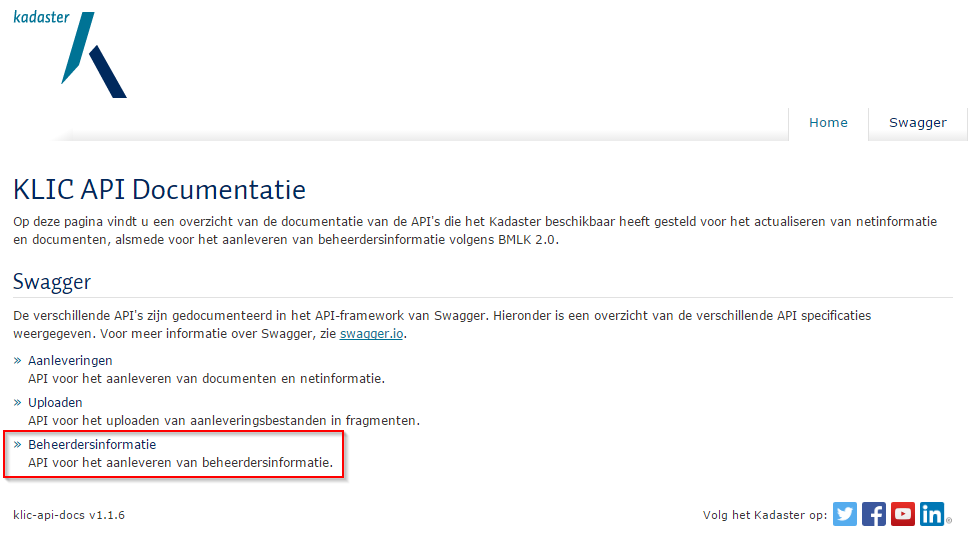 kadaster
Home
Swagger
KLIC API Documentatie
Op deze pagina vindt u een overzicht van de documentatie van de API's die het Kadaster beschikbaar heeft gesteld voor het actualiseren van netinformatie
en documenten, alsmede voor het aanleveren van beheerdersinformatie volgens BMLK 2.0.
Swagger
De verschillende API's zijn gedocumenteerd in het API-framework van Swagger. Hieronder is een overzicht van de verschillende API specificaties
weergegeven. Voor meer informatie over Swagger, zie swagger.io.
» Aanleveringen
API voor het aanleveren van documenten en netinformatie.
» Uploaden
API voor het uploaden van aanleveringsbestanden in fragmenten.
» Beheerdersinformatie
API voor het aanleveren van beheerdersinformatie.
klic-api-docs v1.1.6
Volg het Kadaster op: in ®